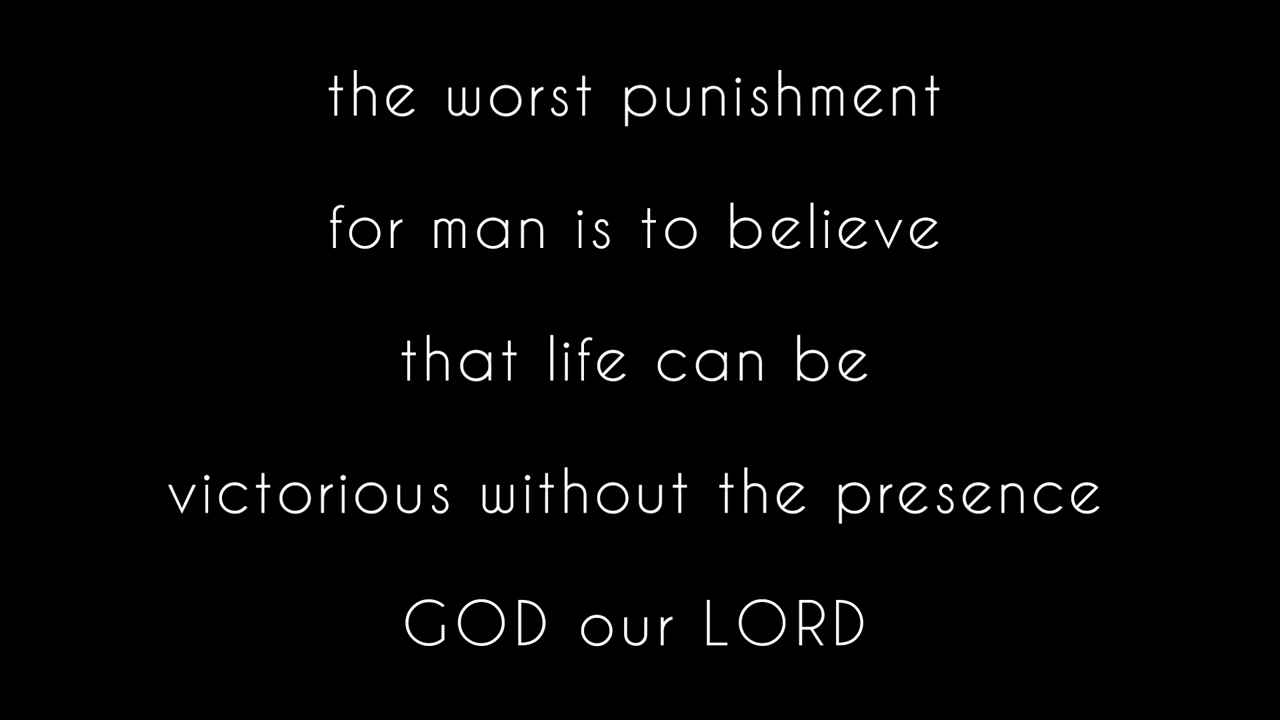 the worst punishment
for man is to believe
that life can be
victorious without the presence
GOD our LORD